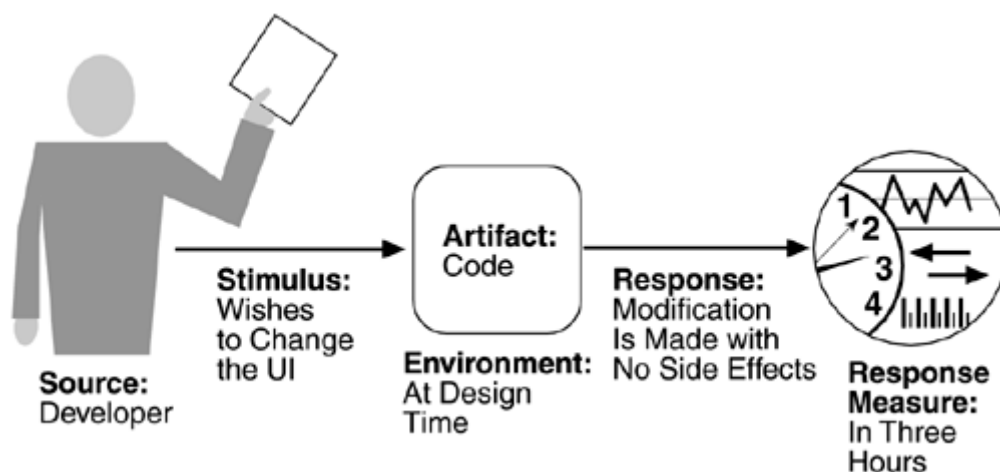 Source:
Developer
Stimulus:
Wishes
to Change
the UI
Artifact:
Code
Environment:
At Design
Time
Response:
Modification
Is Made with
No Side Effects
1
2
3
4
Response
Measure:
In Three
Hours